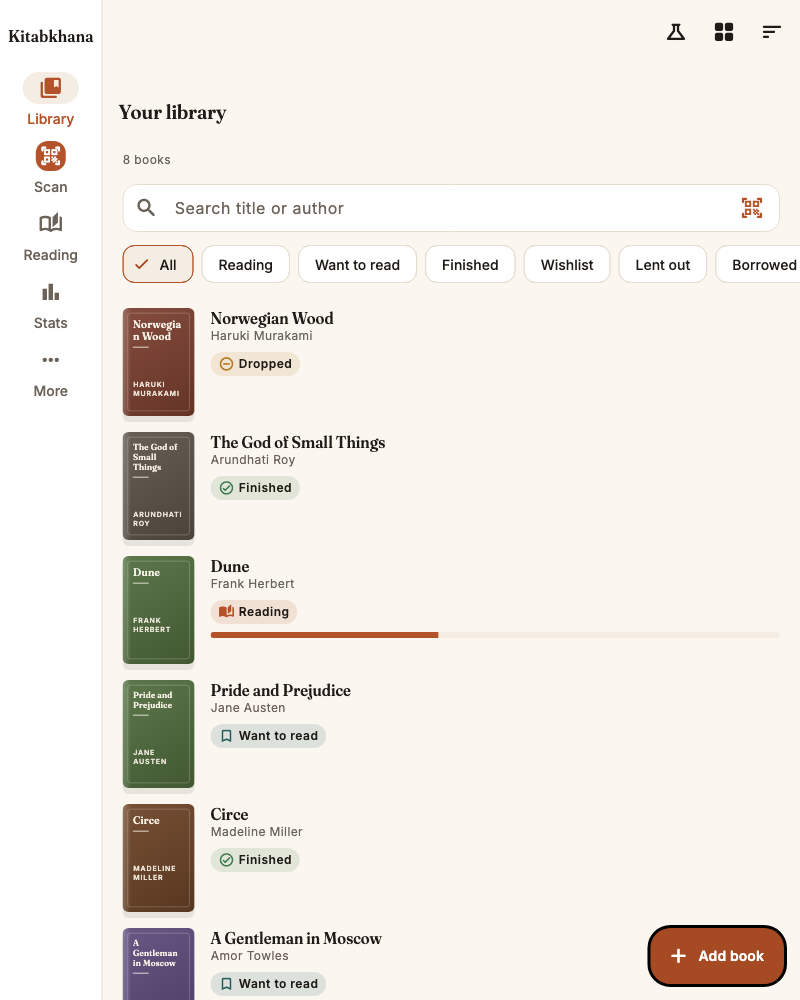 Kitabkhana
Library
Scan
Reading
Stats
More
Your library
8 books
Search title or author
All
Reading
Want to read
Finished
Wishlist
Lent out
Borrowed
Norwegia
n Wood
HARUKI
MURAKAMI
Norwegian Wood
Haruki Murakami
Dropped
The God of
Small
Things
ARUNDHATI
ROY
The God of Small Things
Arundhati Roy
Finished
Dune
FRANK
HERBERT
Dune
Frank Herbert
Reading
Pride and
Prejudice
JANE
AUSTEN
Pride and Prejudice
Jane Austen
Want to read
Circe
MADELINE
MILLER
Circe
Madeline Miller
Finished
A
Gentleman
in Moscow
A Gentleman in Moscow
Amor Towles
Want to read
Add book